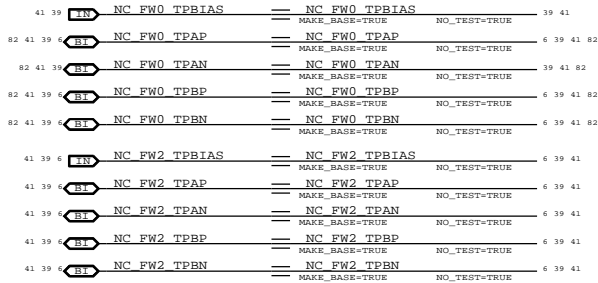 41 39 IN NC_FW0_TPBIAS NC_FW0_TPBIAS 39 41
MAKE_BASE=TRUE NO_TEST=TRUE
82 41 39 6 BI NC_FW0_TPAP NC_FW0_TPAP 6 39 41 82
MAKE_BASE=TRUE NO_TEST=TRUE
82 41 39 BI NC_FW0_TPAN NC_FW0_TPAN 39 41 82
MAKE_BASE=TRUE NO_TEST=TRUE
82 41 39 6 BI NC_FW0_TPBP NC_FW0_TPBP 6 39 41 82
MAKE_BASE=TRUE NO_TEST=TRUE
82 41 39 6 BI NC_FW0_TPBN NC_FW0_TPBN 6 39 41 82
MAKE_BASE=TRUE NO_TEST=TRUE
41 39 6 IN NC_FW2_TPBIAS NC_FW2_TPBIAS 6 39 41
MAKE_BASE=TRUE NO_TEST=TRUE
41 39 6 BI NC_FW2_TPAP NC_FW2_TPAP 6 39 41
MAKE_BASE=TRUE NO_TEST=TRUE
41 39 6 BI NC_FW2_TPAN NC_FW2_TPAN 6 39 41
MAKE_BASE=TRUE NO_TEST=TRUE
41 39 6 BI NC_FW2_TPBP NC_FW2_TPBP 6 39 41
MAKE_BASE=TRUE NO_TEST=TRUE
41 39 6 BI NC_FW2_TPBN NC_FW2_TPBN 6 39 41
MAKE_BASE=TRUE NO_TEST=TRUE